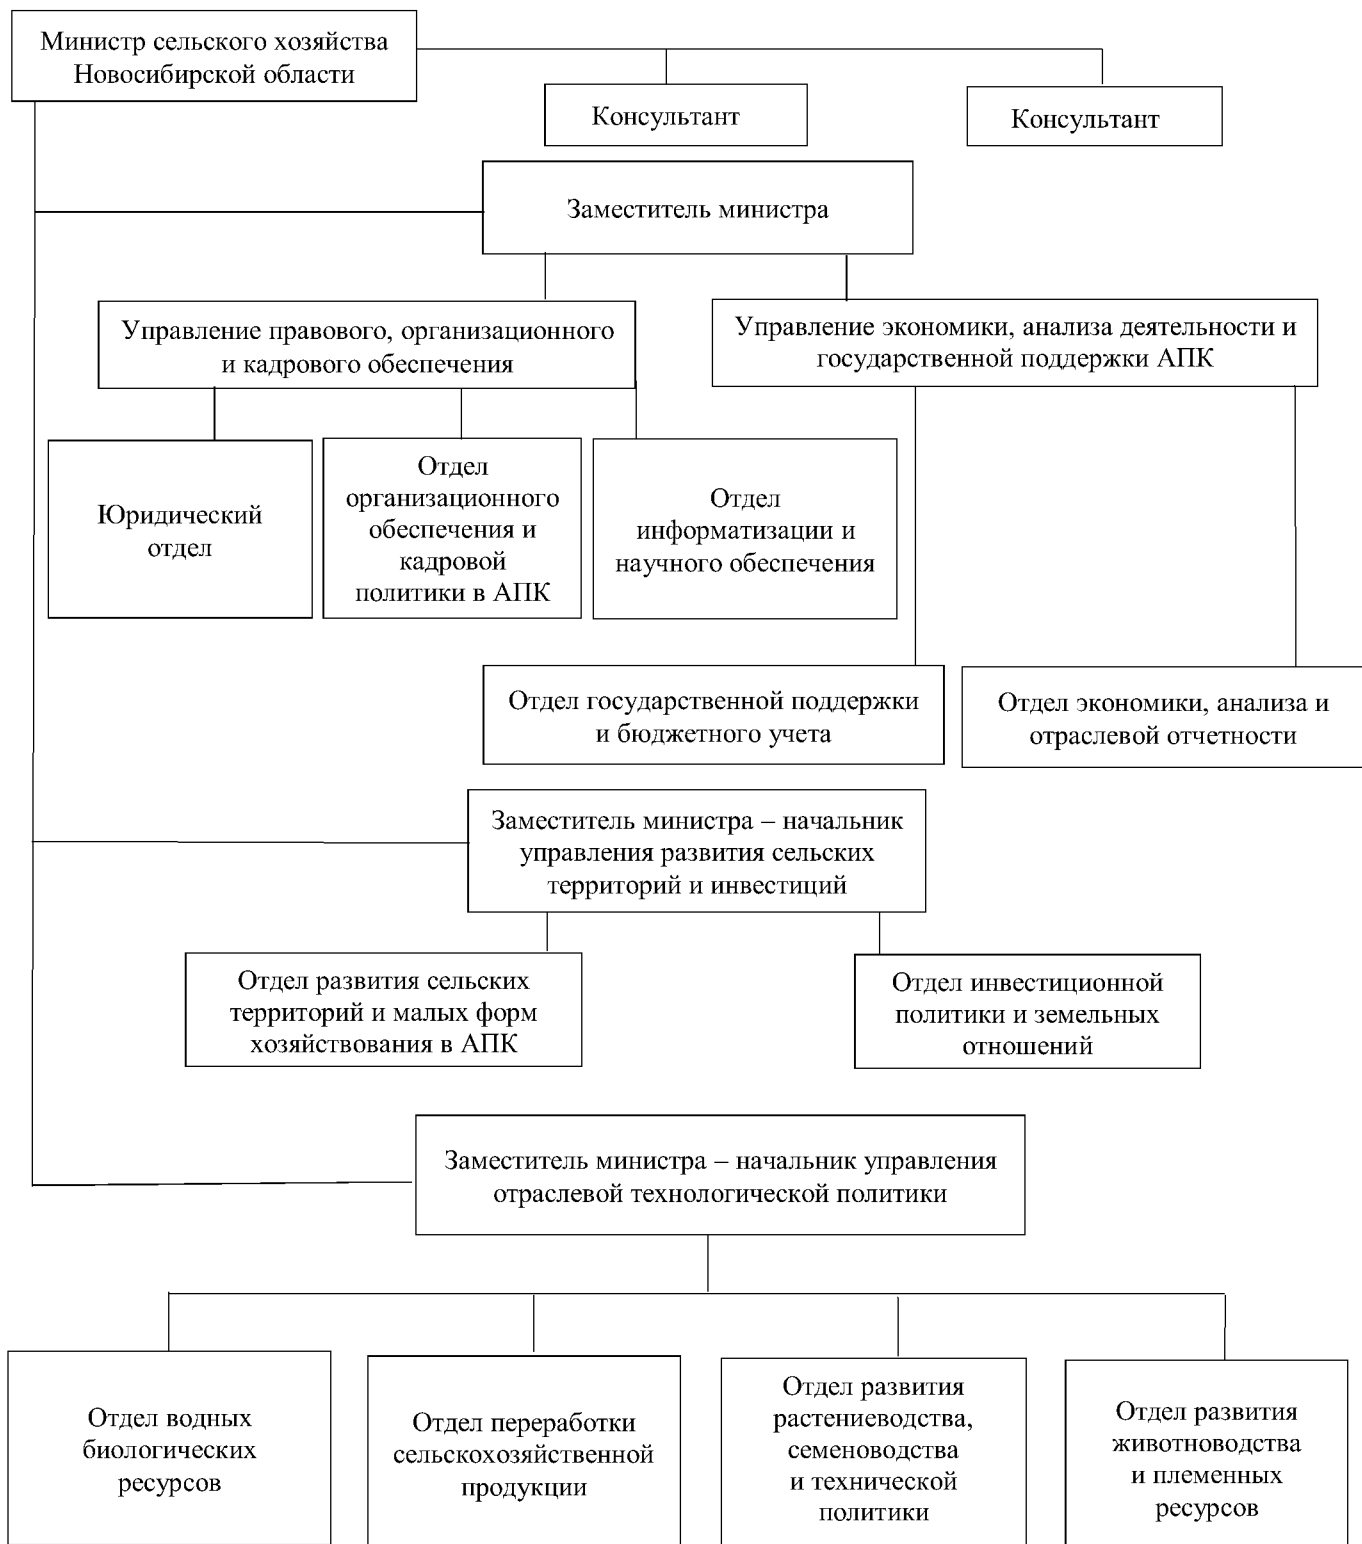 Министр сельского хозяйства
Новосибирской области
Консультант
Консультант
Заместитель министра
Управление правового, организационного
и кадрового обеспечения
Управление экономики, анализа деятельности и
государственной поддержки АПК
Юридический
отдел
Отдел
организационного
обеспечения и
кадровой
политики в АПК
Отдел
информатизации и
научного обеспечения
Отдел государственной поддержки
и бюджетного учета
Отдел экономики, анализа и
отраслевой отчетности
Заместитель министра – начальник
управления развития сельских
территорий и инвестиций
Отдел развития сельских
территорий и малых форм
хозяйствования в АПК
Отдел инвестиционной
политики и земельных
отношений
Заместитель министра – начальник управления
отраслевой технологической политики
Отдел водных
биологических
ресурсов
Отдел переработки
сельскохозяйственной
продукции
Отдел развития
растениеводства,
семеноводства
и технической
политики
Отдел развития
животноводства
и племенных
ресурсов